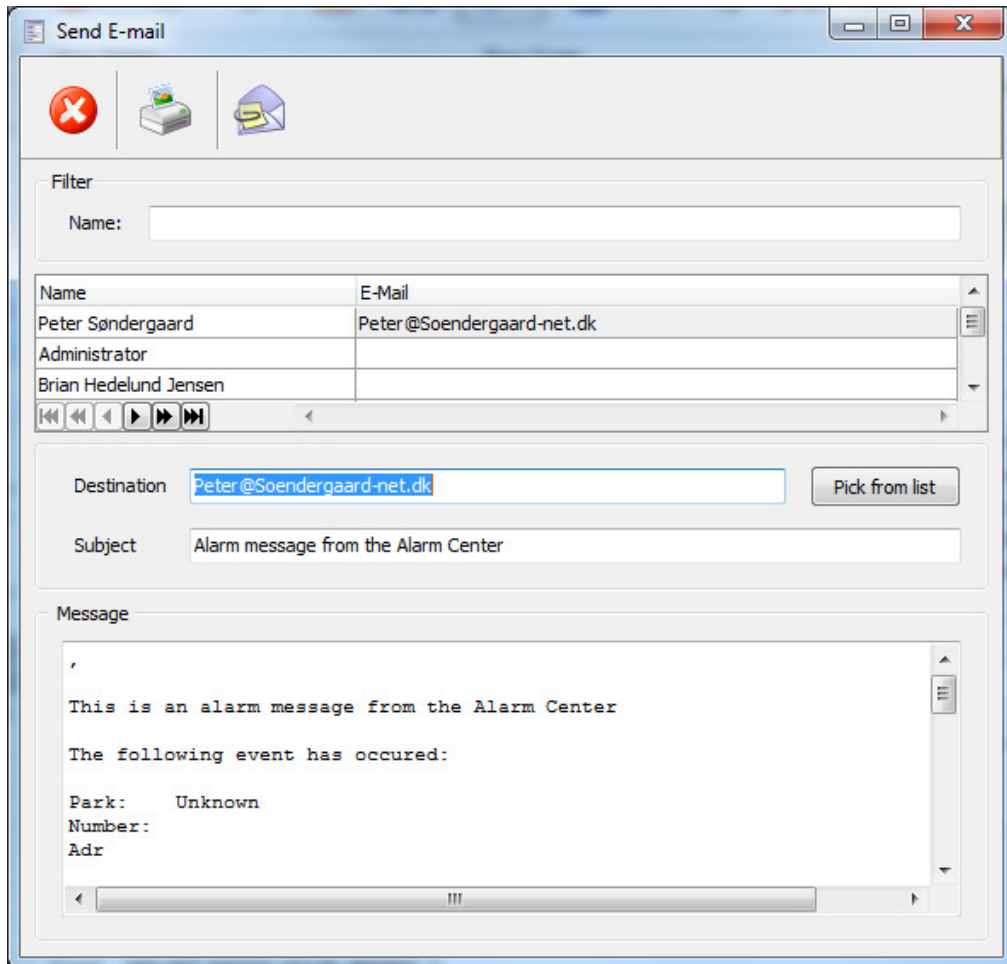 Send E-mail
Filter
Name:
Name E-Mail
Peter Søndergaard Peter@Soendergaard-net.dk
Administrator
Brian Hedelund Jensen
Destination Peter@Soendergaard-net.dk Pick from list
Subject Alarm message from the Alarm Center
Message
,
This is an alarm message from the Alarm Center
The following event has occured:
Park: Unknown
Number:
Adr